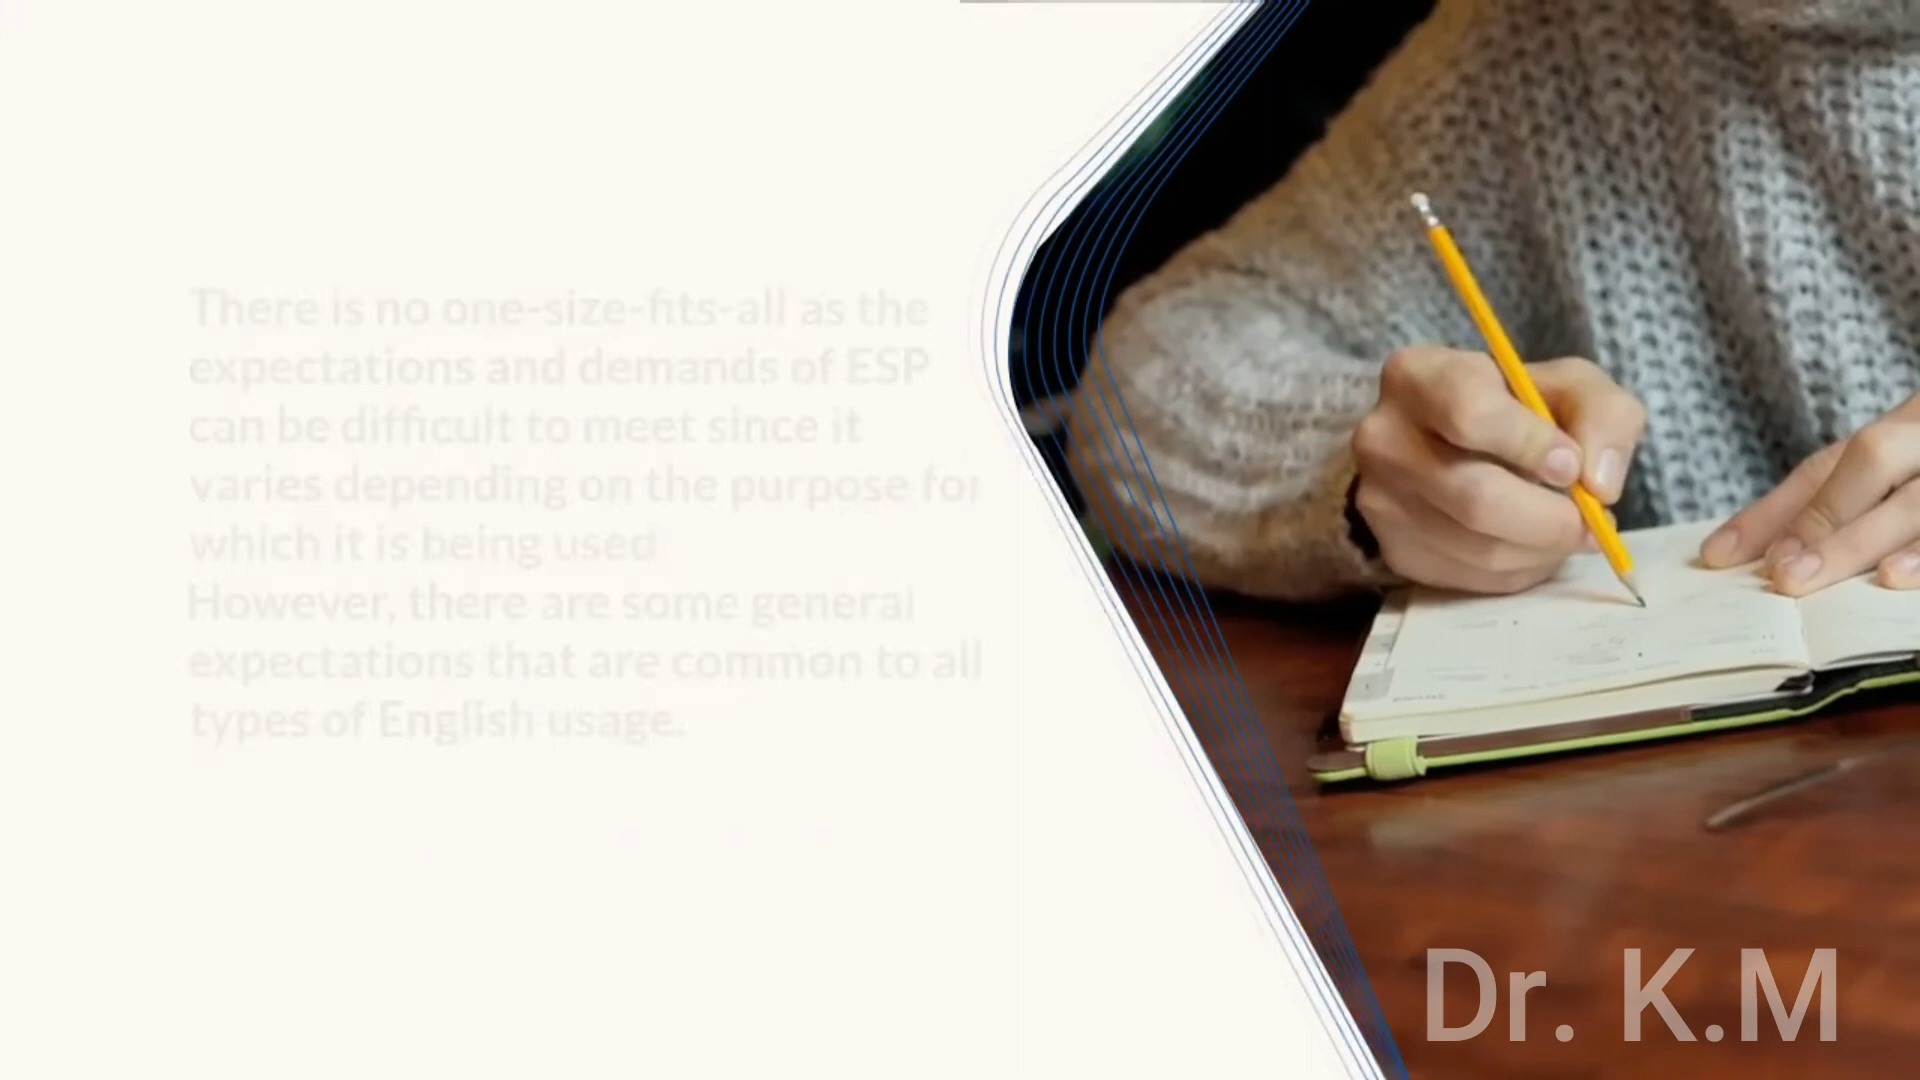 There is no one-size-fits-all as the
expectations and demands of ESP
can be difficult to meet since it
varies depending on the purpose for
which it is being used
However, there are some general
expectations that are common to all
types of English usage.
Dr. K.M